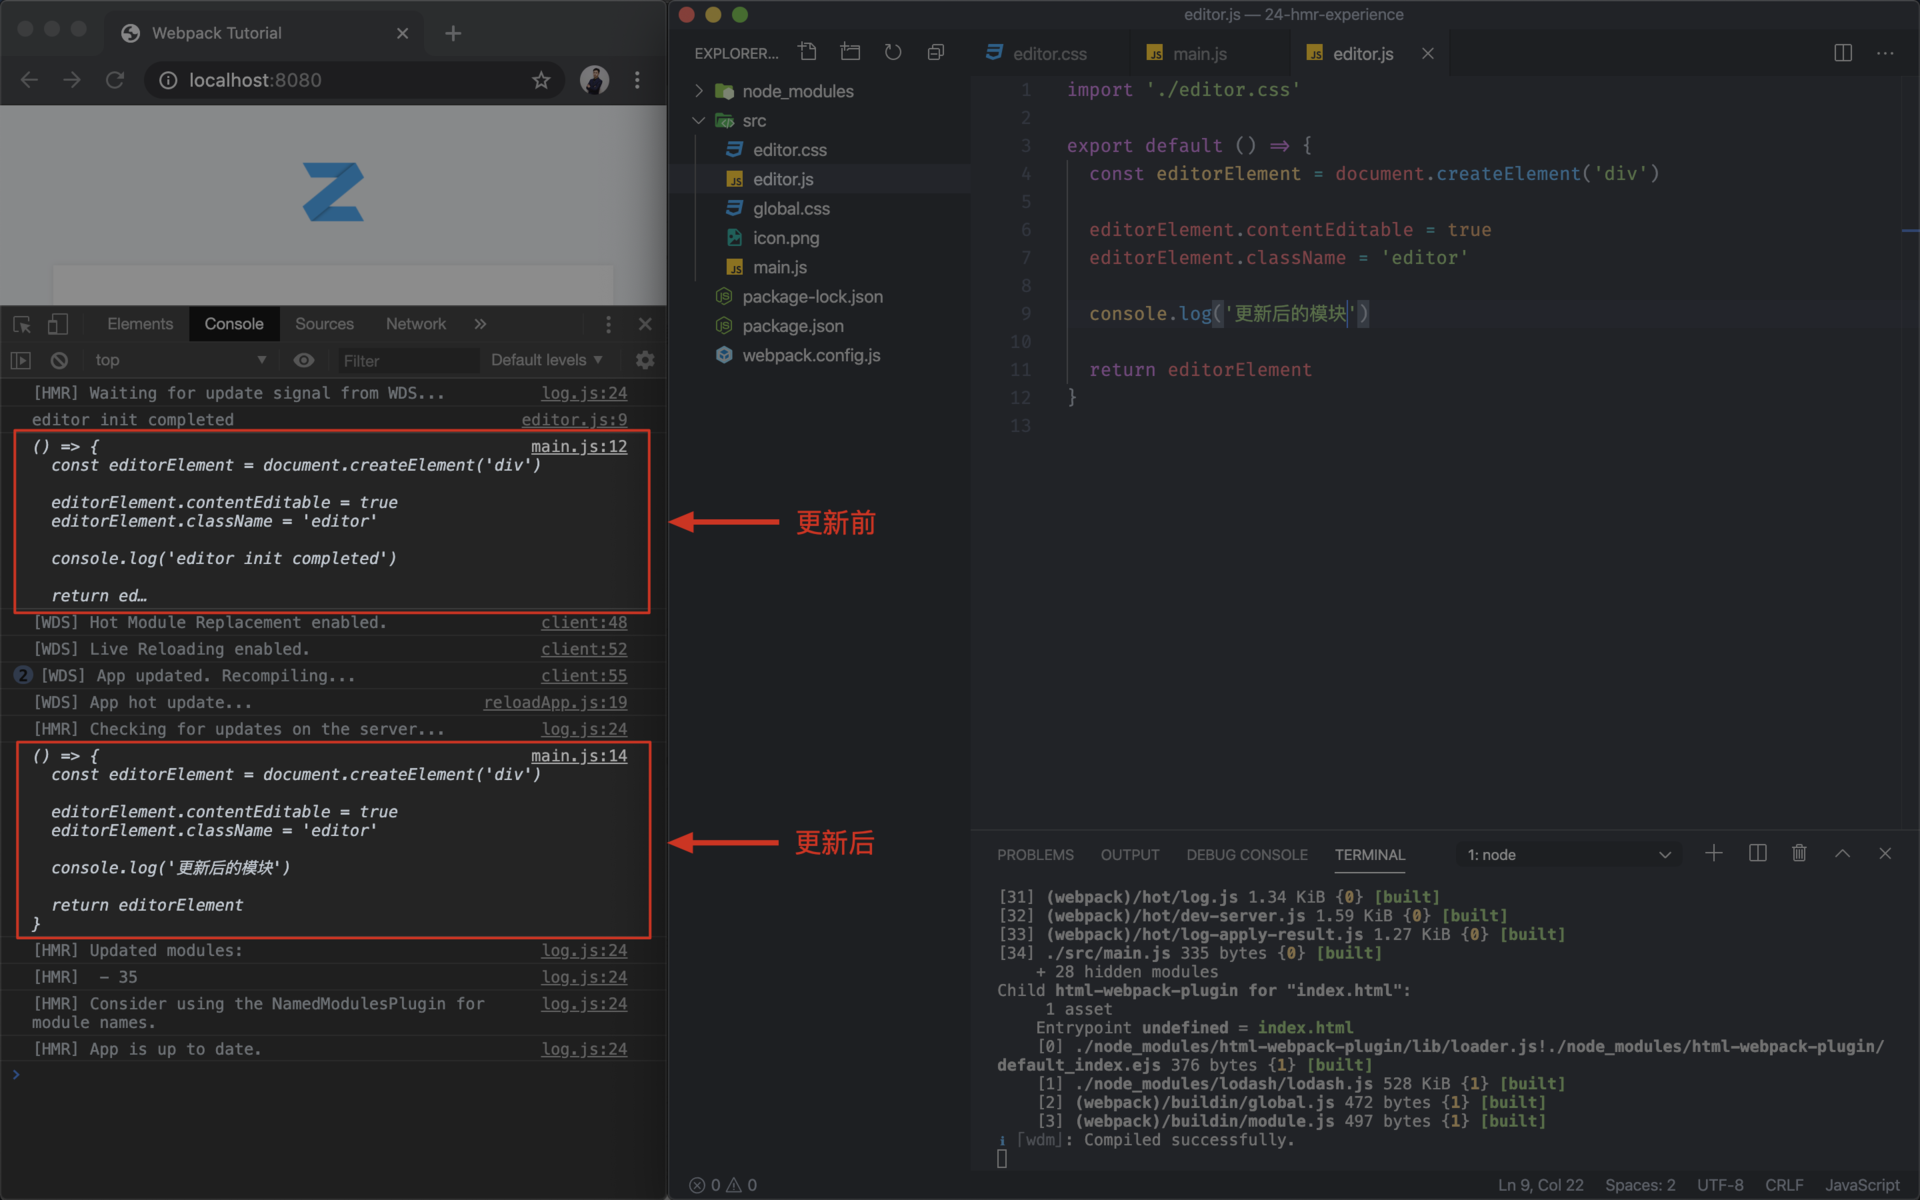 Webpack Tutorial
localhost:8080
Elements Console Sources Network »
top Filter Default levels
[HMR] Waiting for update signal from WDS... log.js:24
editor init completed editor.js:9
() => { main.js:12
const editorElement = document.createElement('div')
editorElement.contentEditable = true
editorElement.className = 'editor'
console.log('editor init completed')
return ed…
[WDS] Hot Module Replacement enabled. client:48
[WDS] Live Reloading enabled. client:52
2 [WDS] App updated. Recompiling... client:55
[WDS] App hot update... reloadApp.js:19
[HMR] Checking for updates on the server... log.js:24
() => { main.js:14
const editorElement = document.createElement('div')
editorElement.contentEditable = true
editorElement.className = 'editor'
console.log('更新后的模块')
return editorElement
}
[HMR] Updated modules: log.js:24
[HMR] - 35 log.js:24
[HMR] Consider using the NamedModulesPlugin for log.js:24
module names.
[HMR] App is up to date. log.js:24
更新前
更新后
editor.js — 24-hmr-experience
EXPLORER...
node_modules
src
editor.css
editor.js
global.css
icon.png
main.js
package-lock.json
package.json
webpack.config.js
editor.css main.js editor.js
1 import './editor.css'
2
3 export default () => {
4 const editorElement = document.createElement('div')
5
6 editorElement.contentEditable = true
7 editorElement.className = 'editor'
8
9 console.log('更新后的模块')
10
11 return editorElement
12 }
13
PROBLEMS OUTPUT DEBUG CONSOLE TERMINAL 1: node
[31] (webpack)/hot/log.js 1.34 KiB {0} [built]
[32] (webpack)/hot/dev-server.js 1.59 KiB {0} [built]
[33] (webpack)/hot/log-apply-result.js 1.27 KiB {0} [built]
[34] ./src/main.js 335 bytes {0} [built]
+ 28 hidden modules
Child html-webpack-plugin for "index.html":
1 asset
Entrypoint undefined = index.html
[0] ./node_modules/html-webpack-plugin/lib/loader.js!./node_modules/html-webpack-plugin/
default_index.ejs 376 bytes {1} [built]
[1] ./node_modules/lodash/lodash.js 528 KiB {1} [built]
[2] (webpack)/buildin/global.js 472 bytes {1} [built]
[3] (webpack)/buildin/module.js 497 bytes {1} [built]
i ｢wdm｣: Compiled successfully.
0 0 Ln 9, Col 22 Spaces: 2 UTF-8 CRLF JavaScript